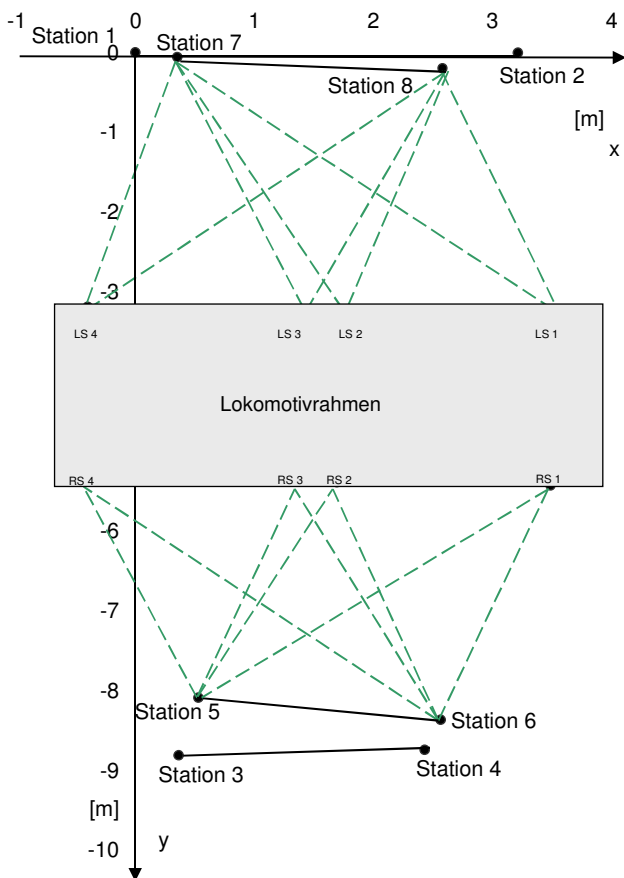 -1 0 1 2 3 4
Station 1
Station 7
0
Station 8
Station 2
-1
[m]
x
-2
-3
LS 4 LS 3 LS 2 LS 1
Lokomotivrahmen
RS 4 RS 3 RS 2 RS 1
-6
-7
-8
Station 5
Station 6
-9
Station 3
Station 4
[m]
y
-10